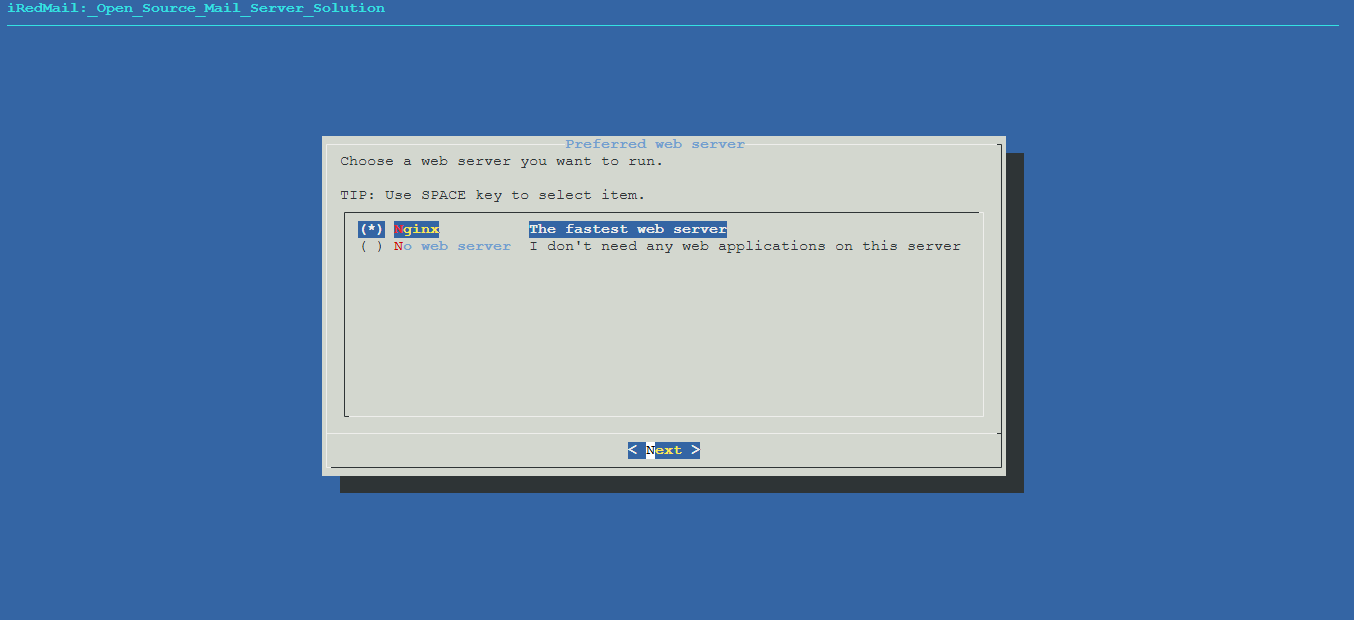 iRedMail:_Open_Source_Mail_Server_Solution
Preferred web server
Choose a web server you want to run.
TIP: Use SPACE key to select item.
(*) Nginx The fastest web server
( ) No web server I don't need any web applications on this server
< Next >